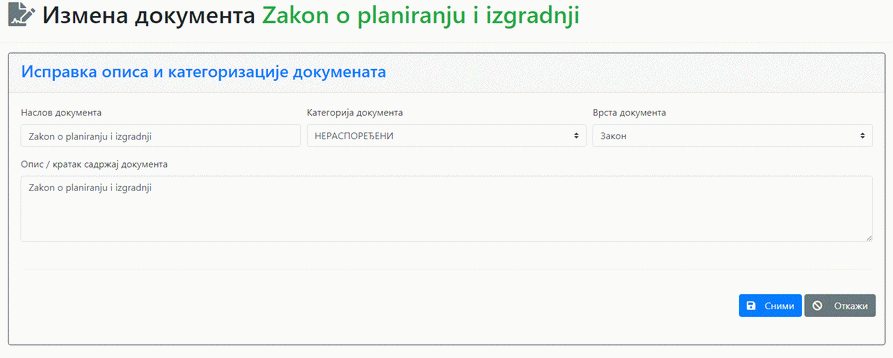 Измена документа Zakon o planiranju i izgradnji
Исправка описа и категоризације докумената
Наслов документа Категорија документа Врста документа
Zakon o planiranju i izgradnji НЕРАСПОРЕЂЕНИ Закон
Опис / кратак садржај документа
Zakon o planiranju i izgradnji
Сними Откажи